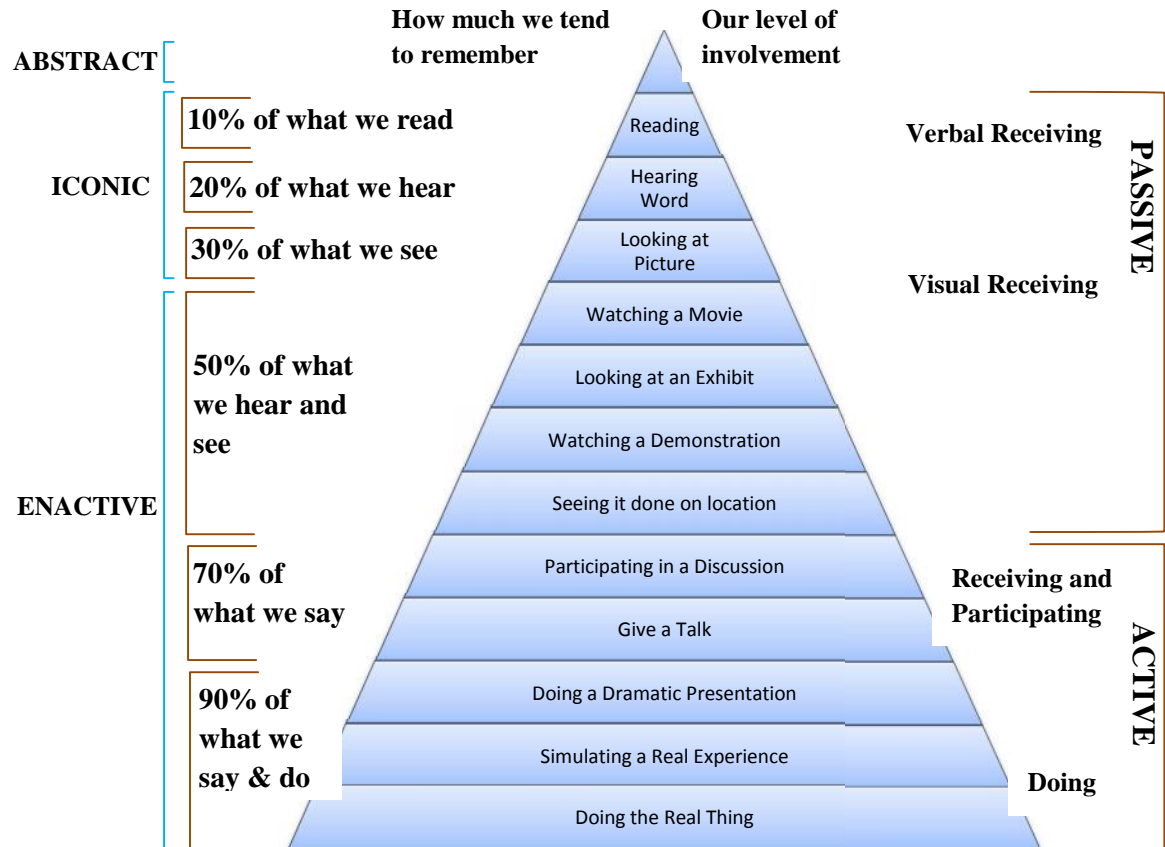 How much we tend
to remember
Our level of
involvement
ABSTRACT
ICONIC
ENACTIVE
10% of what we read
20% of what we hear
30% of what we see
50% of what
we hear and
see
70% of
what we say
90% of
what we
say & do
Reading
Hearing
Word
Looking at
Picture
Watching a Movie
Looking at an Exhibit
Watching a Demonstration
Seeing it done on location
Participating in a Discussion
Give a Talk
Doing a Dramatic Presentation
Simulating a Real Experience
Doing the Real Thing
Verbal Receiving
Visual Receiving
Receiving and
Participating
Doing
PASSIVE
ACTIVE